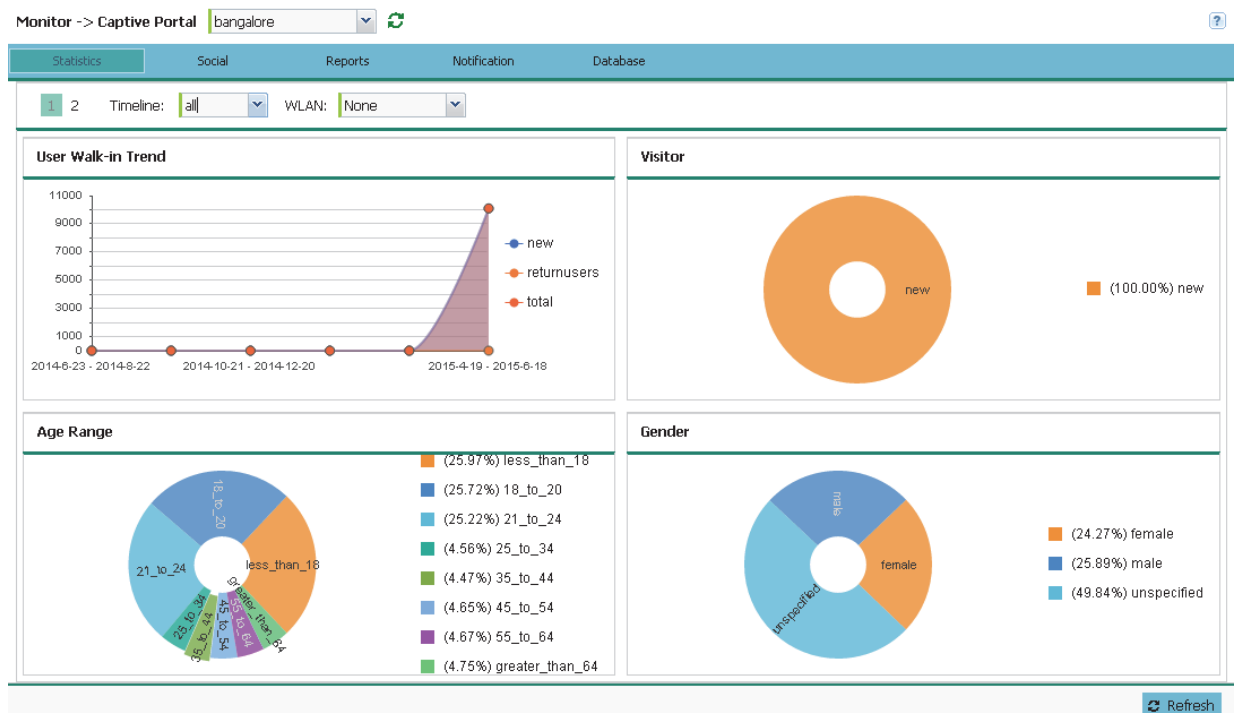 Monitor -> Captive Portal bangalore ?
Statistics Social Reports Notification Database
1 2 Timeline: all WLAN: None
User Walk-in Trend
11000
9000
7000
5000
3000
1000
0
2014-6-23 - 2014-8-22 2014-10-21 - 2014-12-20 2015-4-19 - 2015-6-18
new
returnusers
total
Visitor
new
(100.00%) new
Age Range
18_to_20
less_than_18
21_to_24
greater_than_64
25_to_34
35_to_44
45_to_54
55_to_64
(25.97%) less_than_18
(25.72%) 18_to_20
(25.22%) 21_to_24
(4.56%) 25_to_34
(4.47%) 35_to_44
(4.65%) 45_to_54
(4.67%) 55_to_64
(4.75%) greater_than_64
Gender
male
female
unspecified
(24.27%) female
(25.89%) male
(49.84%) unspecified
Refresh